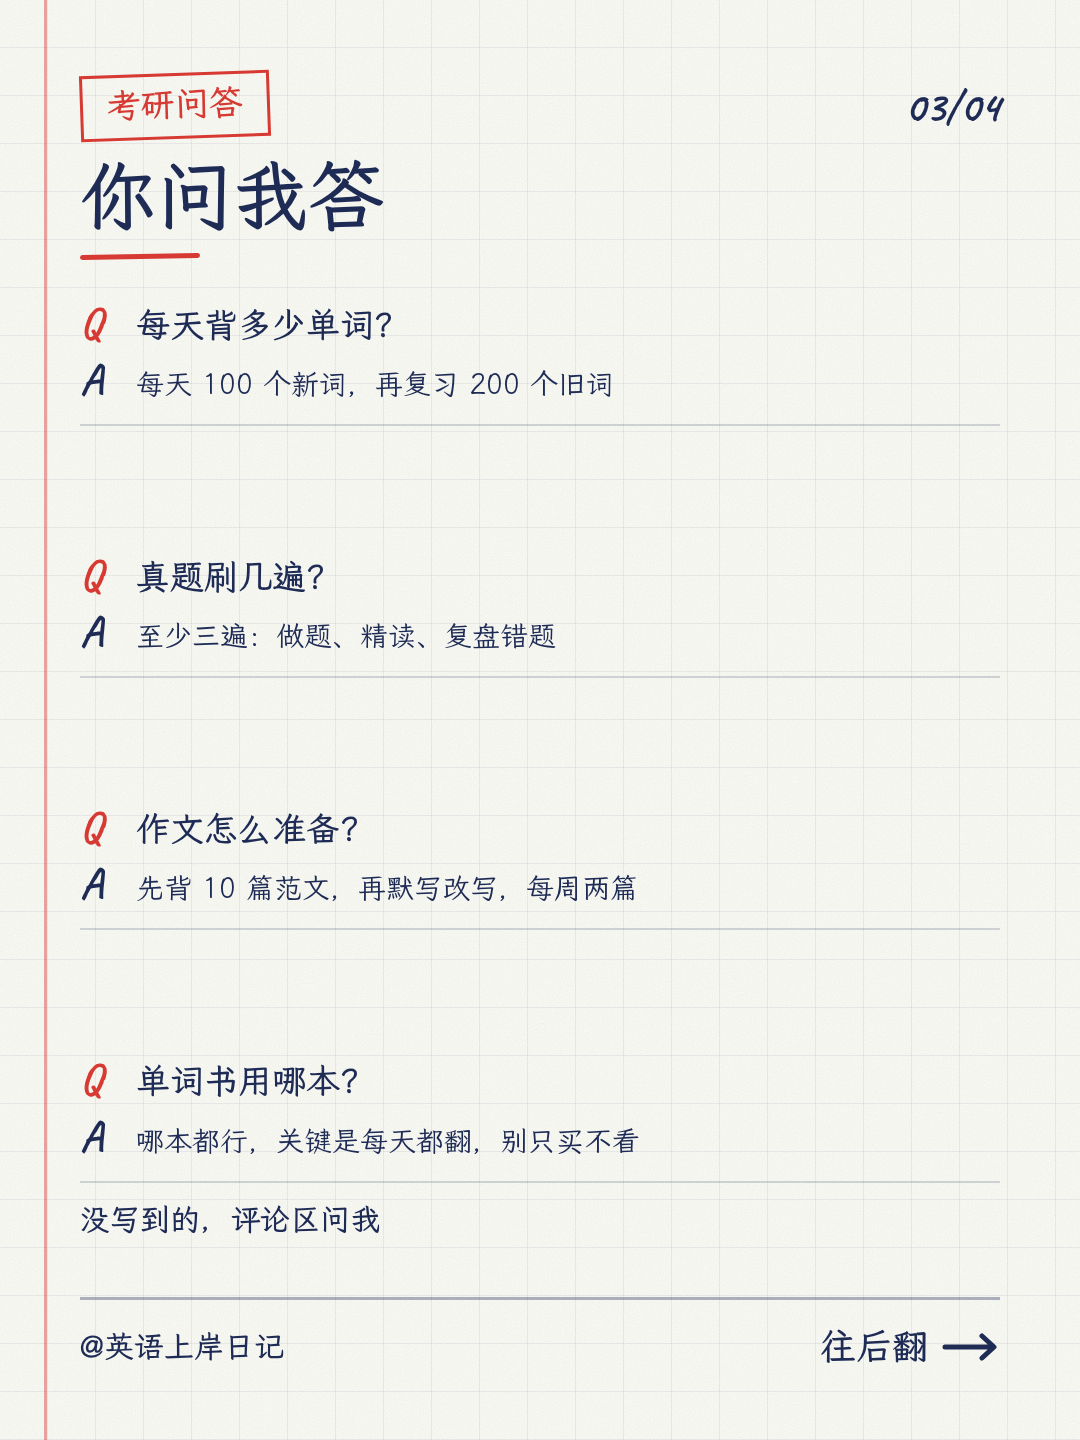 考研问答
03/04
你问我答
Q 每天背多少单词?
A 每天 100 个新词，再复习 200 个旧词
Q 真题刷几遍?
A 至少三遍：做题、精读、复盘错题
Q 作文怎么准备?
A 先背 10 篇范文，再默写改写，每周两篇
Q 单词书用哪本?
A 哪本都行，关键是每天都翻，别只买不看
没写到的，评论区问我
@英语上岸日记
往后翻 →